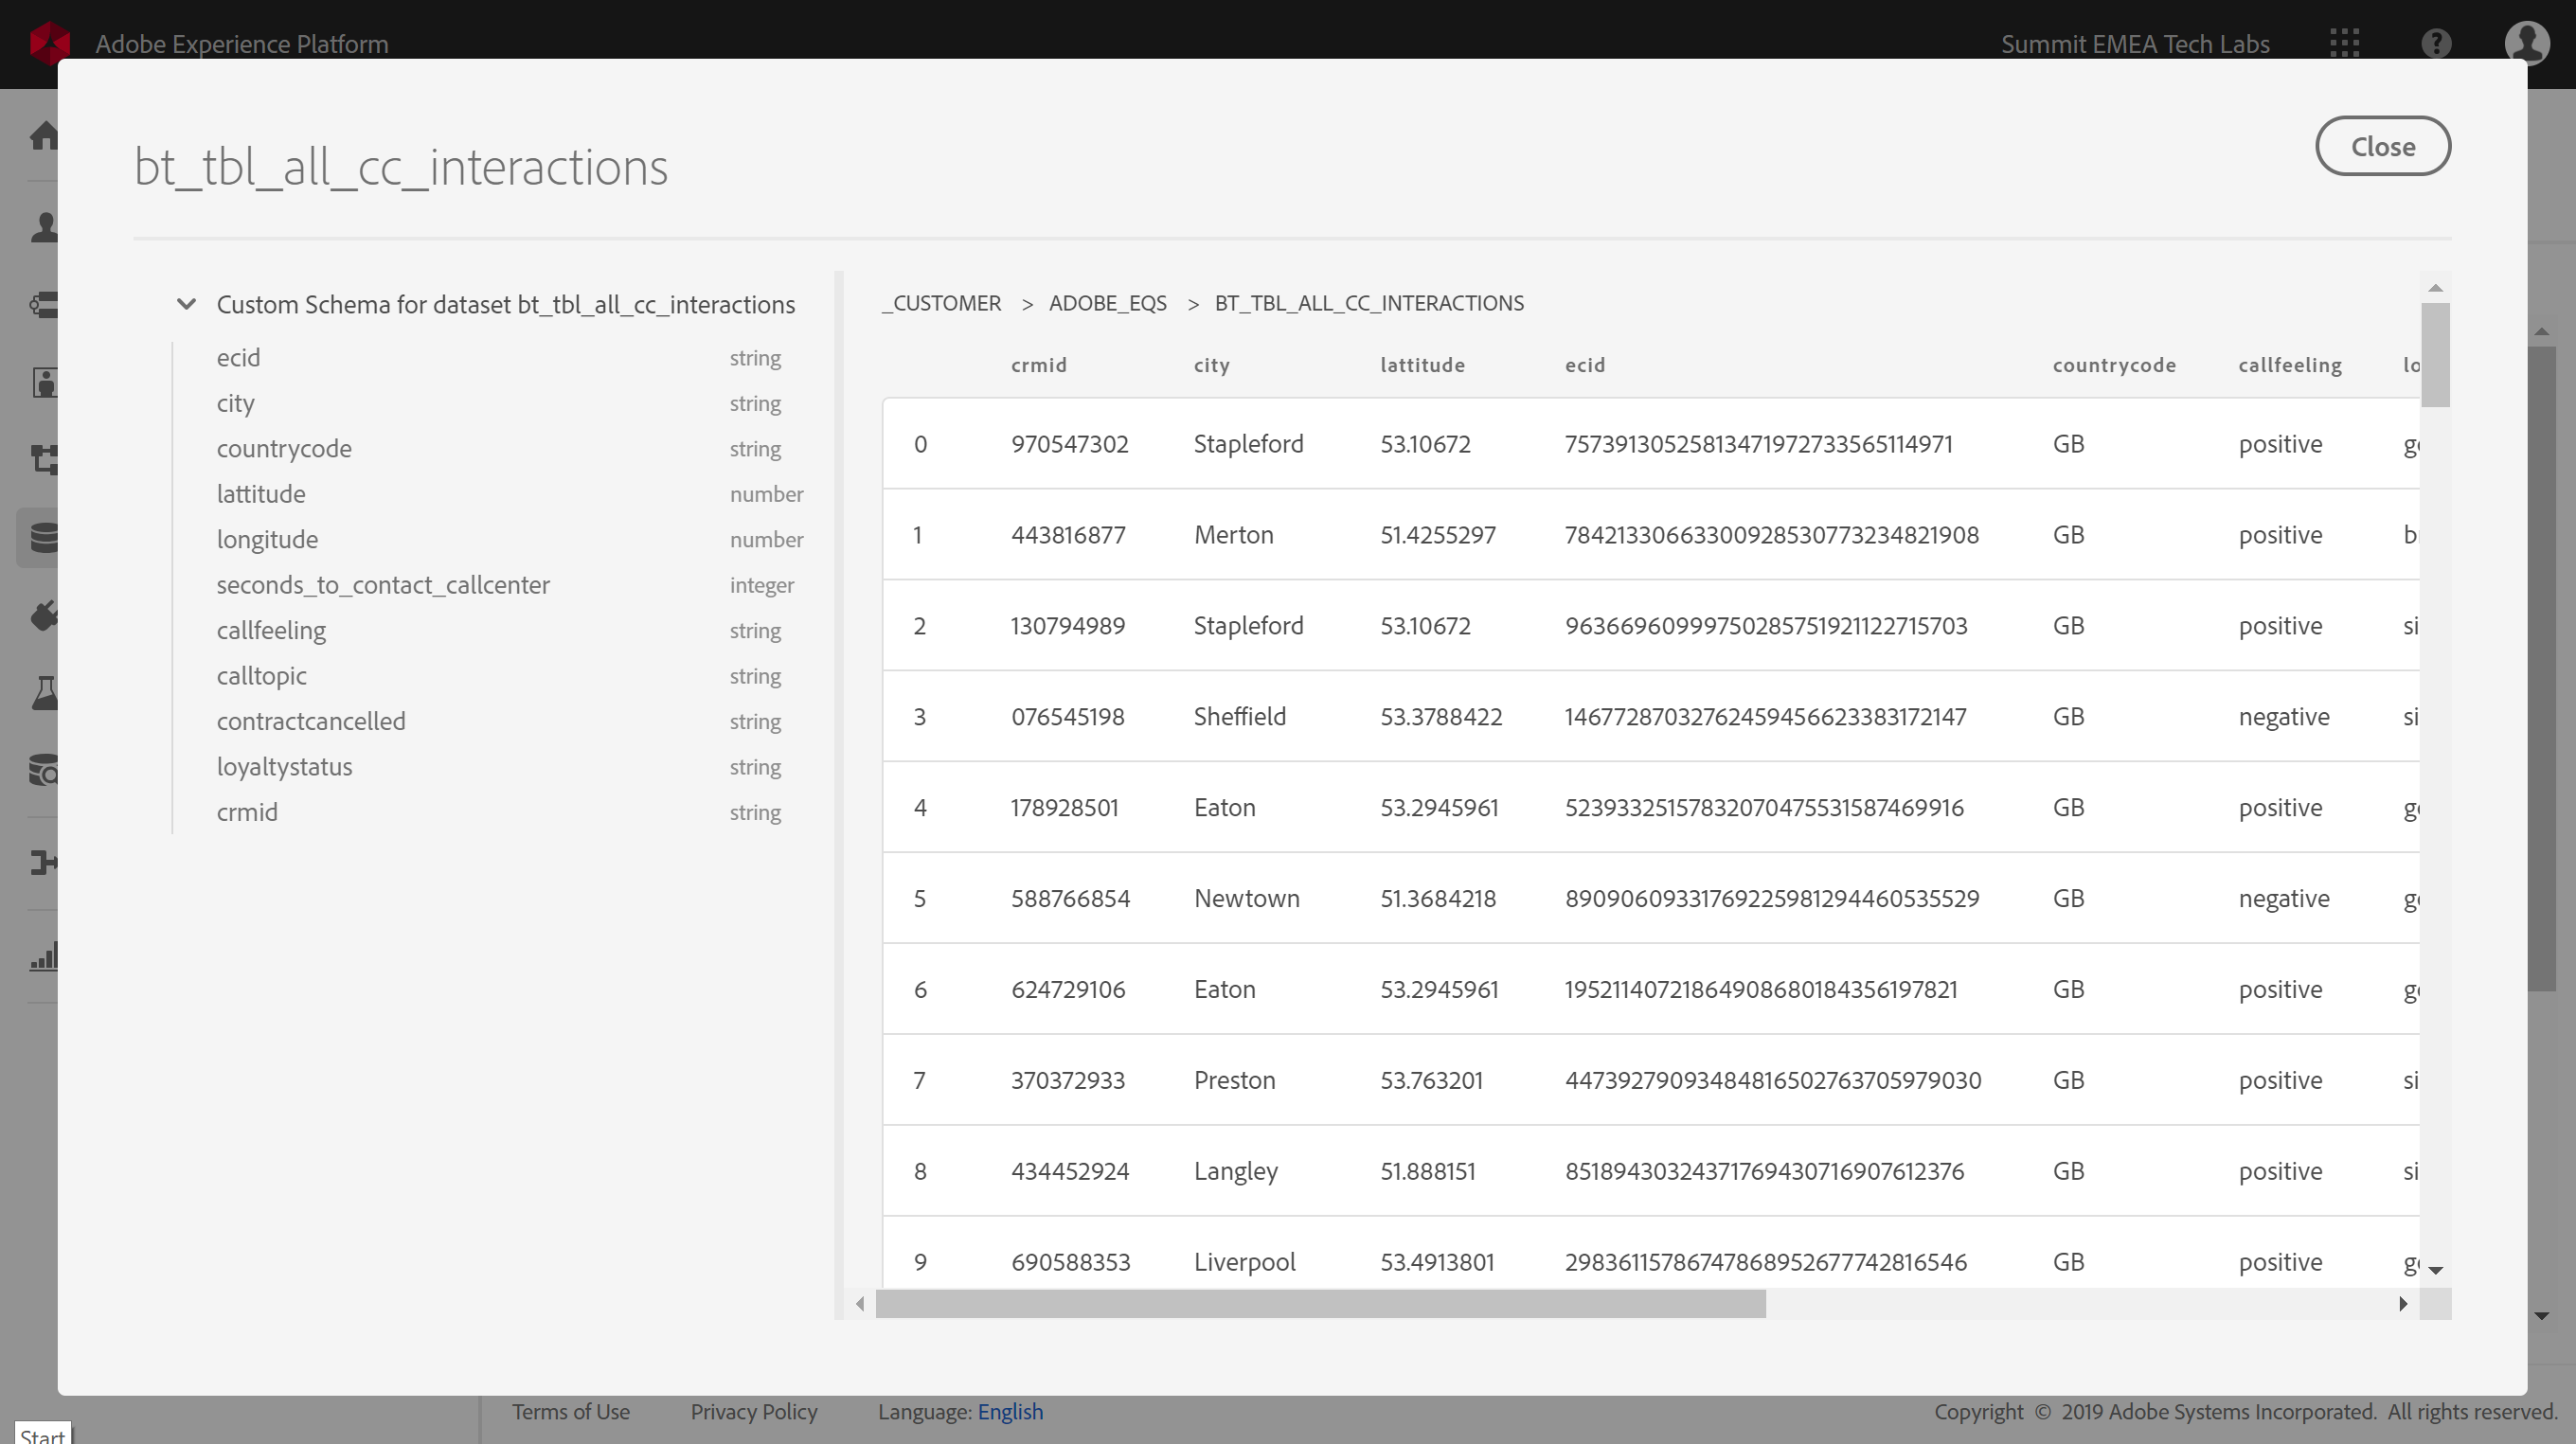 Adobe Experience Platform
Summit EMEA Tech Labs
bt_tbl_all_cc_interactions
Close
Custom Schema for dataset bt_tbl_all_cc_interactions
ecid string
city string
countrycode string
lattitude number
longitude number
seconds_to_contact_callcenter integer
callfeeling string
calltopic string
contractcancelled string
loyaltystatus string
crmid string
_CUSTOMER > ADOBE_EQS > BT_TBL_ALL_CC_INTERACTIONS
crmid city lattitude ecid countrycode callfeeling lo
0 970547302 Stapleford 53.10672 75739130525813471972733565114971 GB positive
1 443816877 Merton 51.4255297 78421330663300928530773234821908 GB positive
2 130794989 Stapleford 53.10672 96366960999750285751921122715703 GB positive si
3 076545198 Sheffield 53.3788422 14677287032762459456623383172147 GB negative si
4 178928501 Eaton 53.2945961 52393325157832070475531587469916 GB positive
5 588766854 Newtown 51.3684218 89090609331769225981294460535529 GB negative
6 624729106 Eaton 53.2945961 19521140721864908680184356197821 GB positive
7 370372933 Preston 53.763201 44739279093484816502763705979030 GB positive si
8 434452924 Langley 51.888151 85189430324371769430716907612376 GB positive si
9 690588353 Liverpool 53.4913801 29836115786747868952677742816546 GB positive
Terms of Use Privacy Policy Language: English
Copyright © 2019 Adobe Systems Incorporated. All rights reserved.
Start